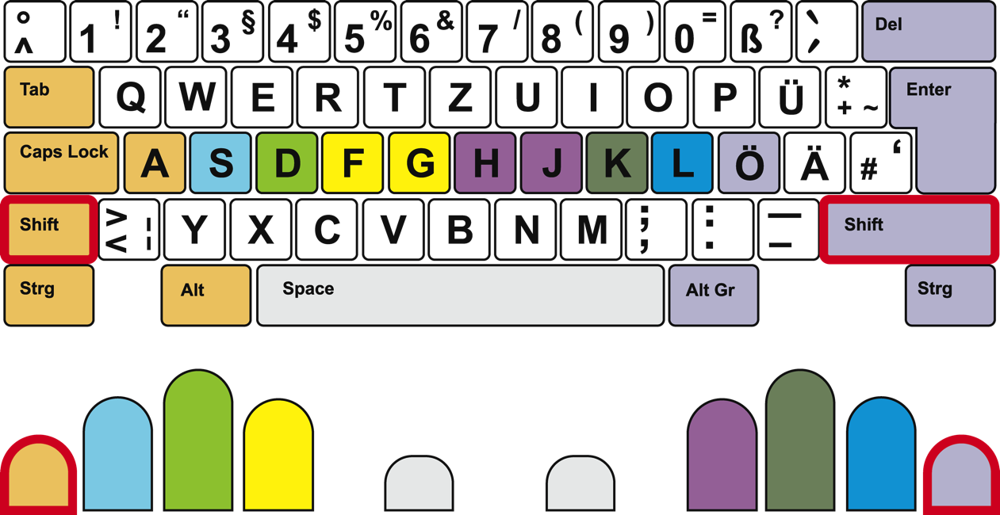 ° ^ 1 ! 2 “ 3 § 4 $ 5 % 6 & 7 / 8 ( 9 ) 0 = ß ? ` ´ Del
Tab Q W E R T Z U I O P Ü * + ~ Enter
Caps Lock A S D F G H J K L Ö Ä # ‘
Shift > < ¦ Y X C V B N M ; , : . _ - Shift
Strg Alt Space Alt Gr Strg